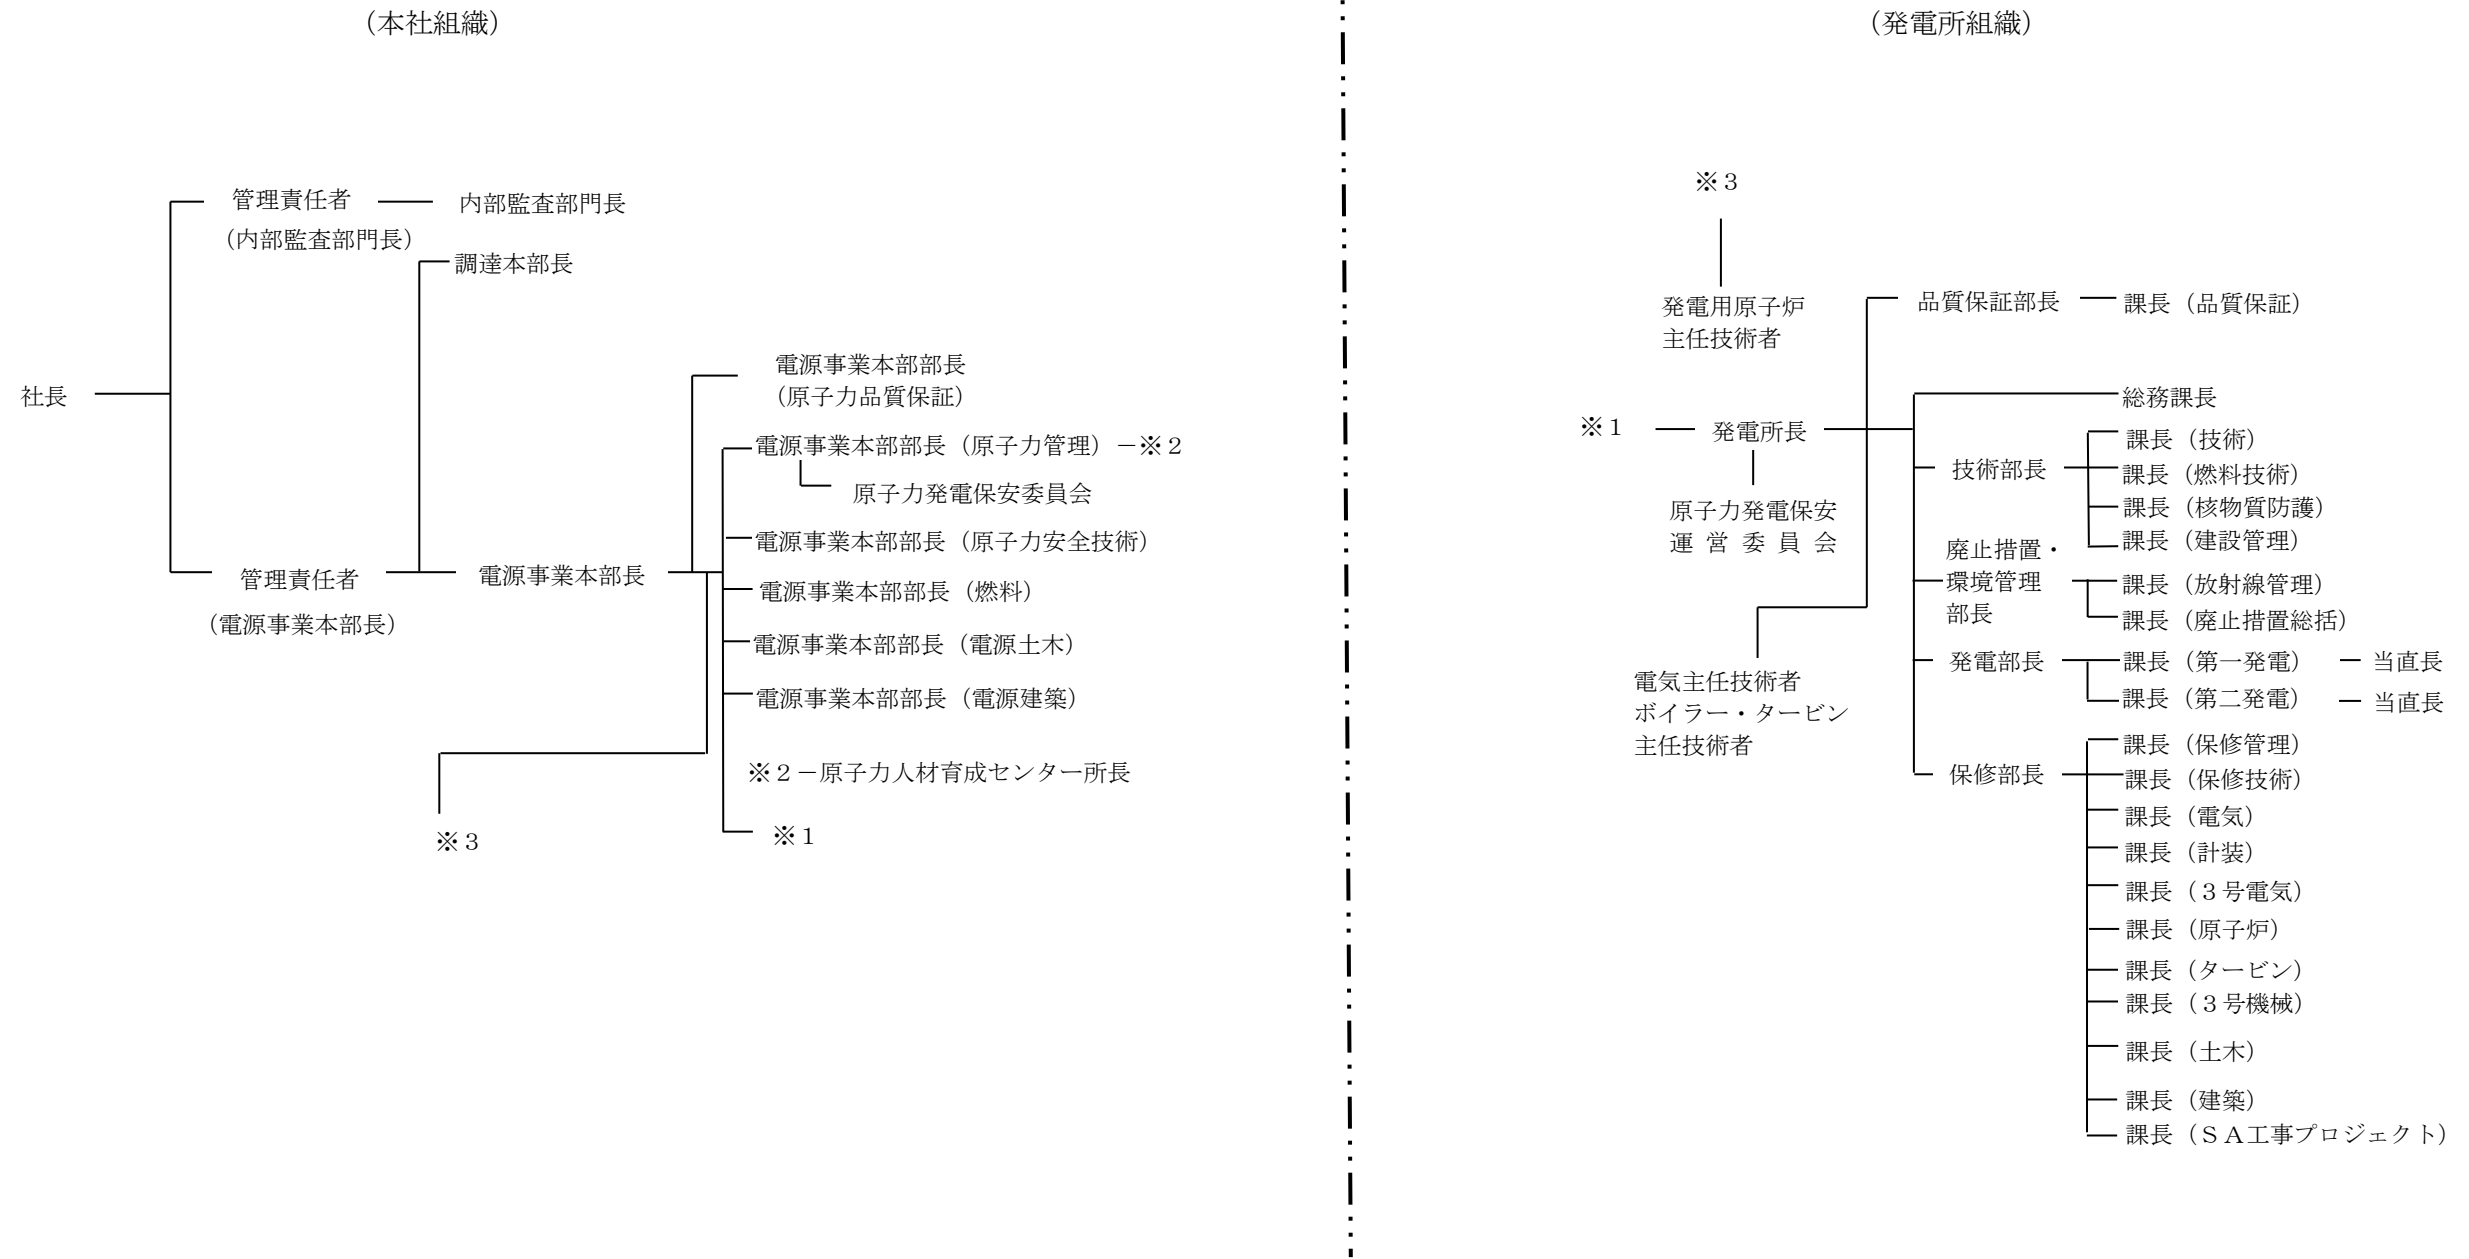 （本社組織）
社長
管理責任者
（内部監査部門長）
内部監査部門長
調達本部長
管理責任者
（電源事業本部長）
電源事業本部長
電源事業本部部長
（原子力品質保証）
電源事業本部部長（原子力管理）－※２
原子力発電保安委員会
電源事業本部部長（原子力安全技術）
電源事業本部部長（燃料）
電源事業本部部長（電源土木）
電源事業本部部長（電源建築）
※２－原子力人材育成センター所長
※１
※３
（発電所組織）
※３
発電用原子炉
主任技術者
※１
発電所長
原子力発電保安
運営委員会
電気主任技術者
ボイラー・タービン
主任技術者
品質保証部長
課長（品質保証）
総務課長
技術部長
課長（技術）
課長（燃料技術）
課長（核物質防護）
課長（建設管理）
廃止措置・
環境管理
部長
課長（放射線管理）
課長（廃止措置総括）
発電部長
課長（第一発電）
当直長
課長（第二発電）
当直長
保修部長
課長（保修管理）
課長（保修技術）
課長（電気）
課長（計装）
課長（３号電気）
課長（原子炉）
課長（タービン）
課長（３号機械）
課長（土木）
課長（建築）
課長（ＳＡ工事プロジェクト）